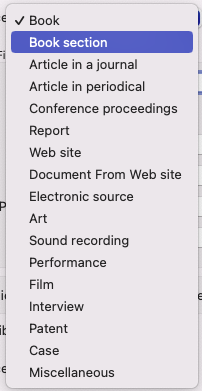 ✓ Book
Book section
Article in a journal
Article in periodical
Conference proceedings
Report
Web site
Document From Web site
Electronic source
Art
Sound recording
Performance
Film
Interview
Patent
Case
Miscellaneous